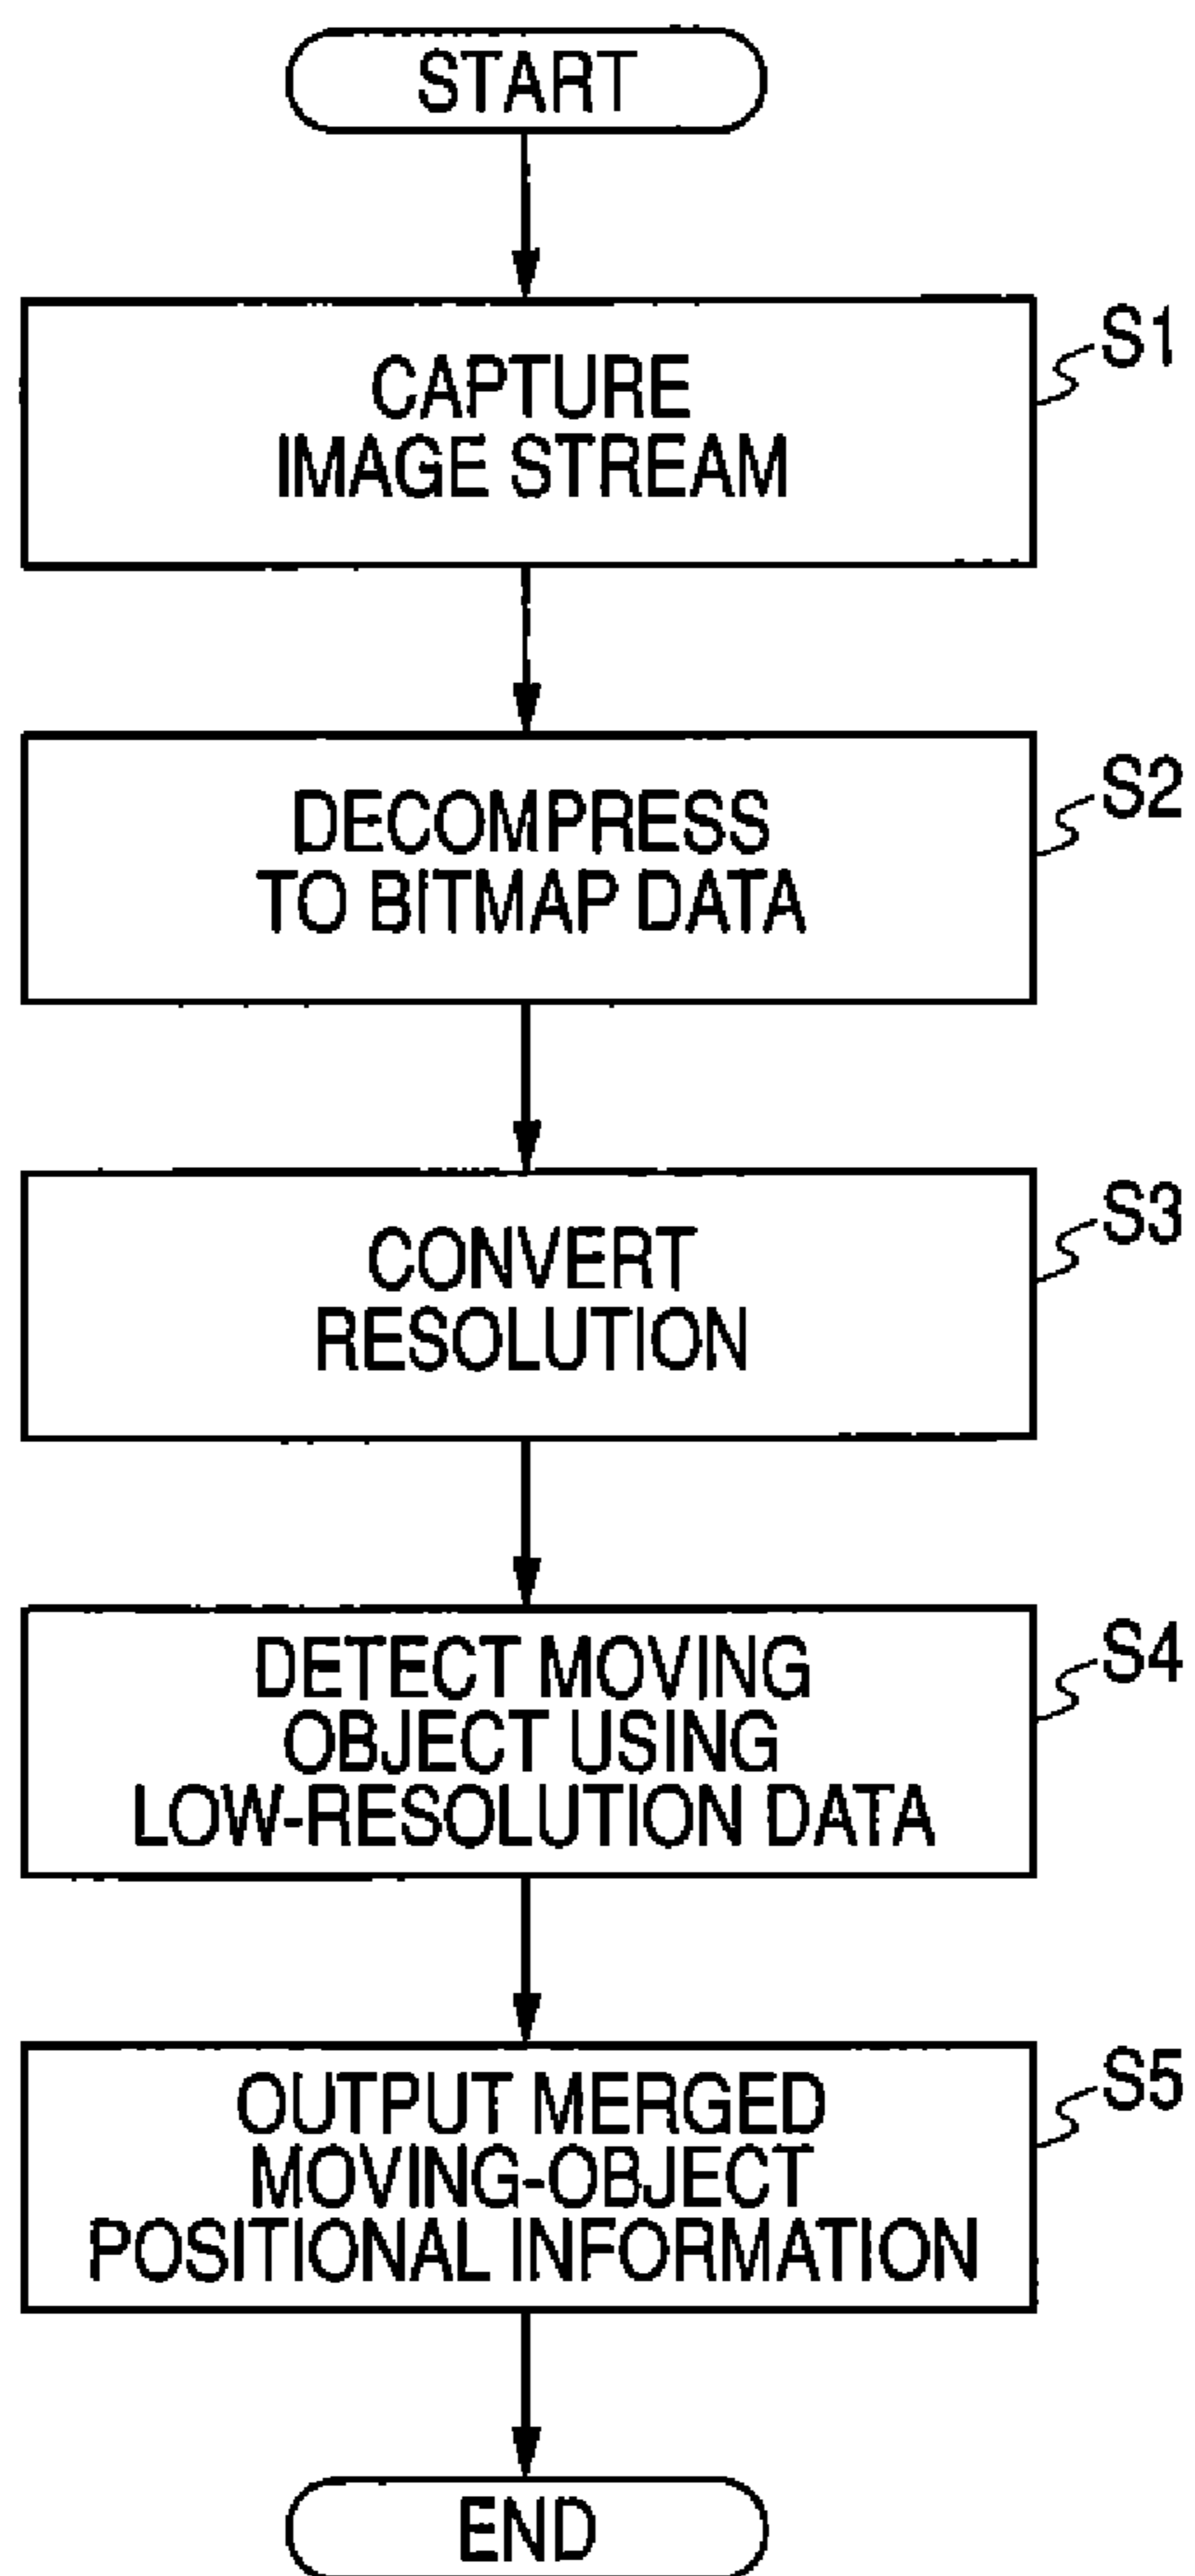 START
S1
CAPTURE
IMAGE STREAM
S2
DECOMPRESS
TO BITMAP DATA
S3
CONVERT
RESOLUTION
S4
DETECT MOVING
OBJECT USING
LOW-RESOLUTION DATA
S5
OUTPUT MERGED
MOVING-OBJECT
POSITIONAL INFORMATION
END